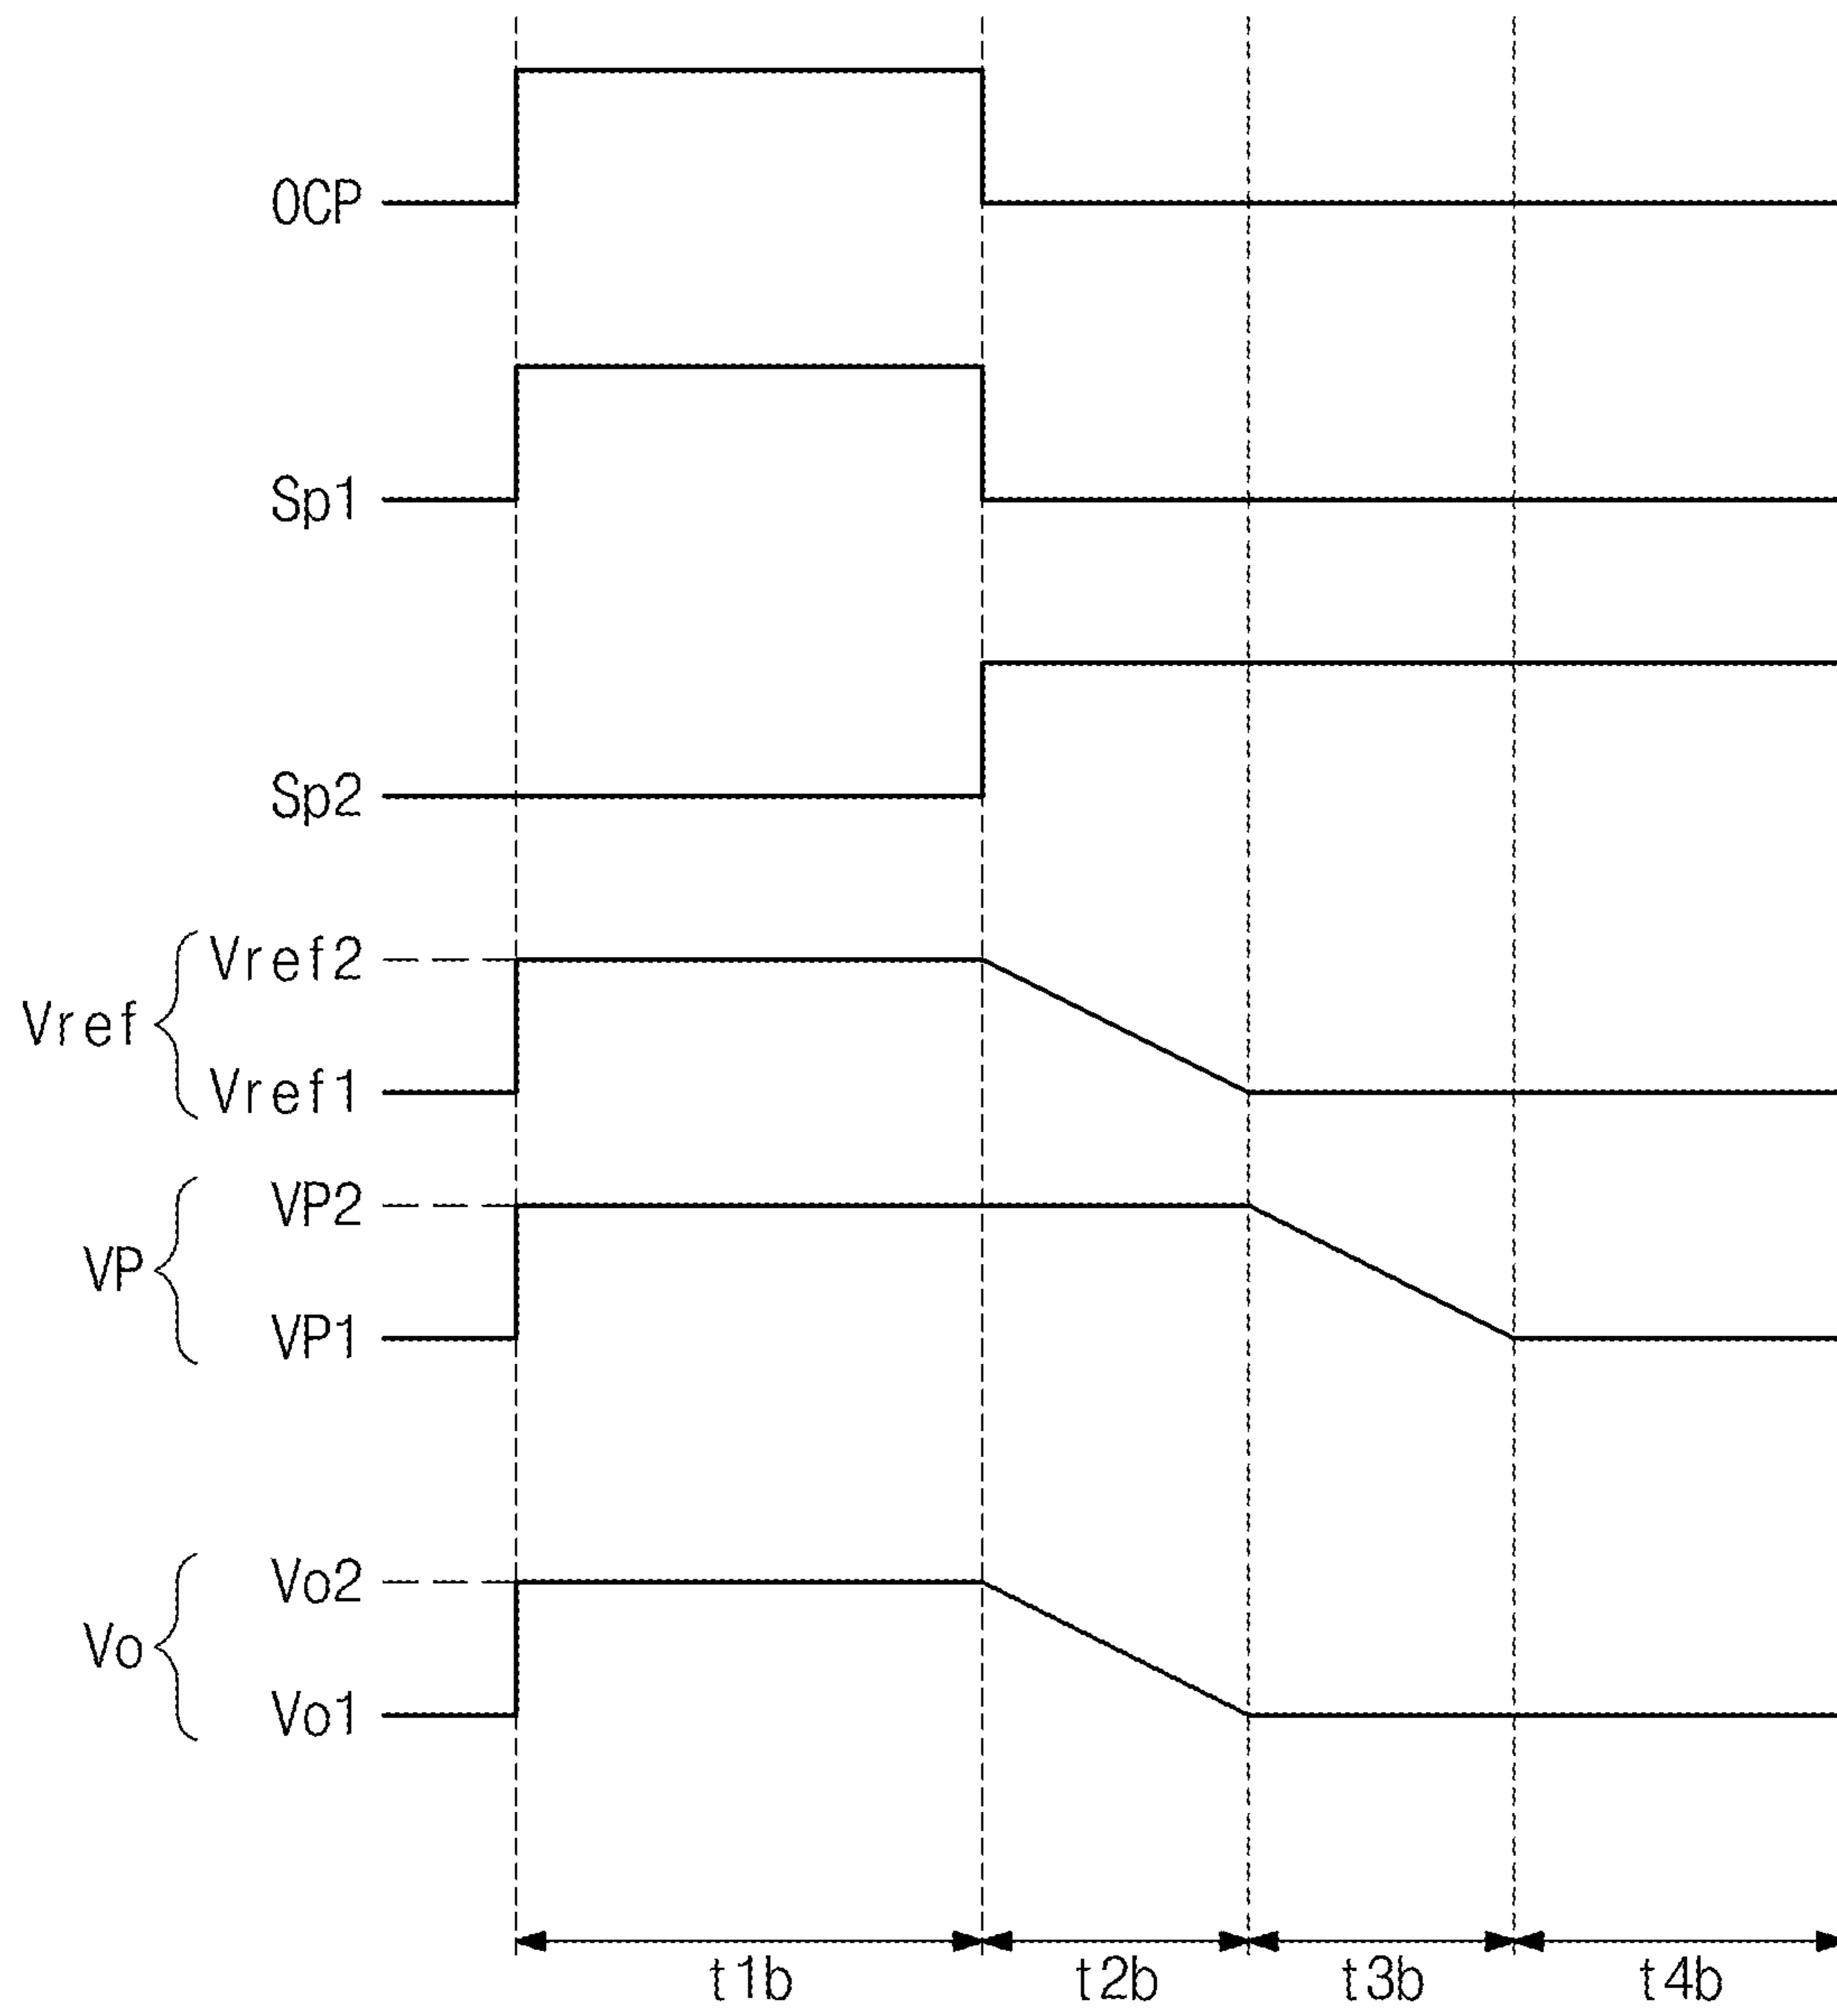 OCP
Sp1
Sp2
Vref2
Vref
Vref1
VP2
VP
VP1
Vo2
Vo
Vo1
t1b t2b t3b t4b